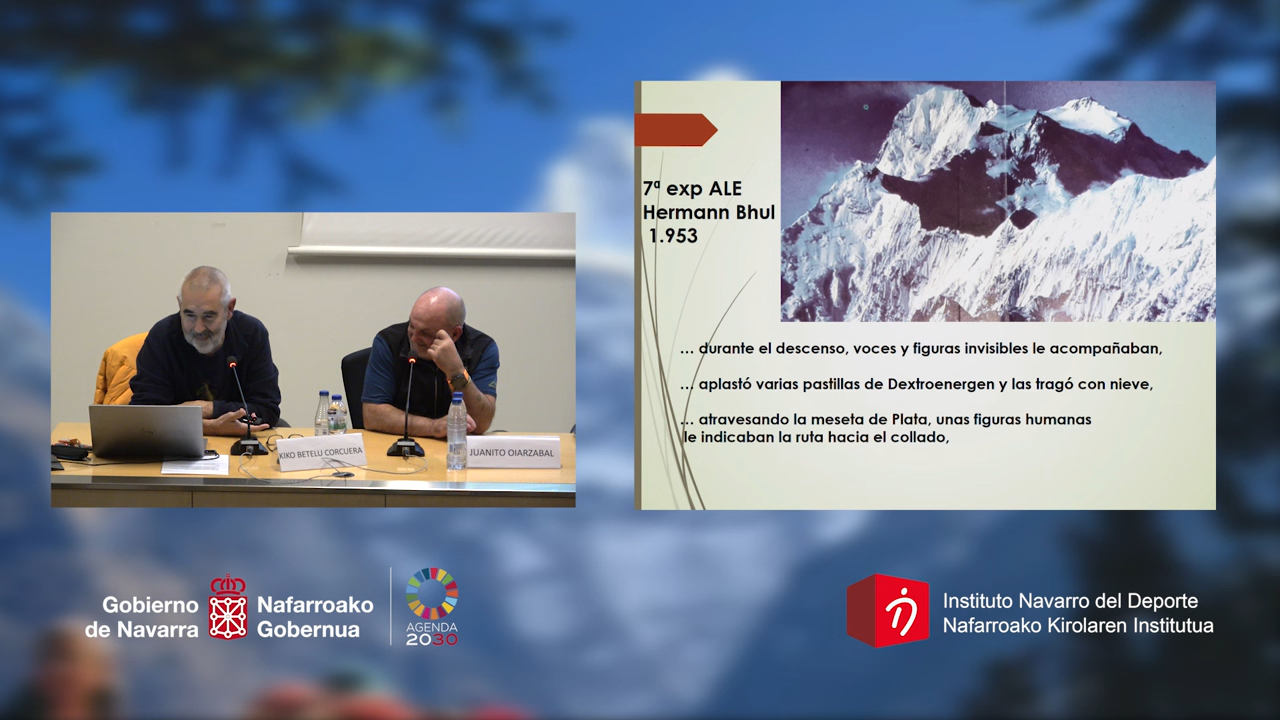 7ª exp ALE
Hermann Bhul
1.953
... durante el descenso, voces y figuras invisibles le acompañaban,
... aplastó varias pastillas de Dextroenergen y las tragó con nieve,
... atravesando la meseta de Plata, unas figuras humanas
le indicaban la ruta hacia el collado,
KIKO BETELU CORCUERA
JUANITO OIARZABAL
Gobierno
de Navarra
Nafarroako
Gobernua
AGENDA
2030
Instituto Navarro del Deporte
Nafarroako Kirolaren Institutua